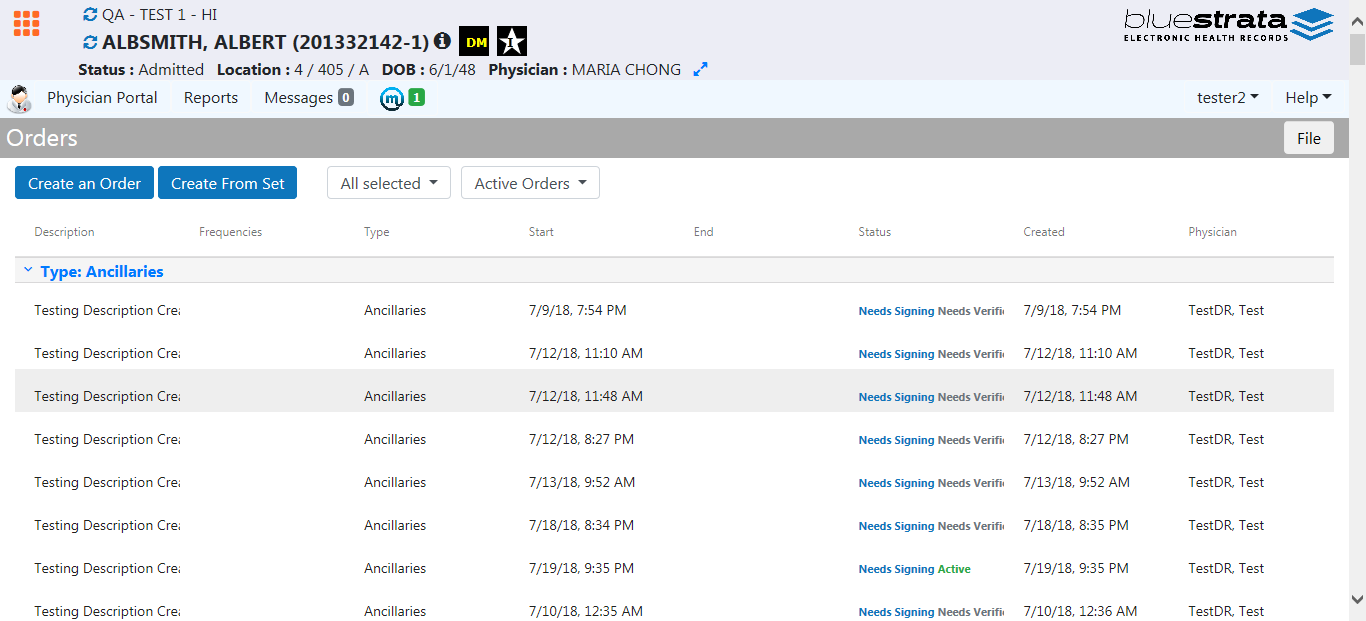 QA - TEST 1 - HI
ALBSMITH, ALBERT (201332142-1) DM 1
Status : Admitted Location : 4 / 405 / A DOB : 6/1/48 Physician : MARIA CHONG
bluestrata
ELECTRONIC HEALTH RECORDS
Physician Portal Reports Messages 0 m 1 tester2 Help
Orders File
Create an Order Create From Set All selected Active Orders
Description Frequencies Type Start End Status Created Physician
Type: Ancillaries
Testing Description Crea Ancillaries 7/9/18, 7:54 PM Needs Signing Needs Verifi 7/9/18, 7:54 PM TestDR, Test
Testing Description Crea Ancillaries 7/12/18, 11:10 AM Needs Signing Needs Verifi 7/12/18, 11:10 AM TestDR, Test
Testing Description Crea Ancillaries 7/12/18, 11:48 AM Needs Signing Needs Verifi 7/12/18, 11:48 AM TestDR, Test
Testing Description Crea Ancillaries 7/12/18, 8:27 PM Needs Signing Needs Verifi 7/12/18, 8:27 PM TestDR, Test
Testing Description Crea Ancillaries 7/13/18, 9:52 AM Needs Signing Needs Verifi 7/13/18, 9:52 AM TestDR, Test
Testing Description Crea Ancillaries 7/18/18, 8:34 PM Needs Signing Needs Verifi 7/18/18, 8:35 PM TestDR, Test
Testing Description Crea Ancillaries 7/19/18, 9:35 PM Needs Signing Active 7/19/18, 9:35 PM TestDR, Test
Testing Description Crea Ancillaries 7/10/18, 12:35 AM Needs Signing Needs Verifi 7/10/18, 12:36 AM TestDR, Test